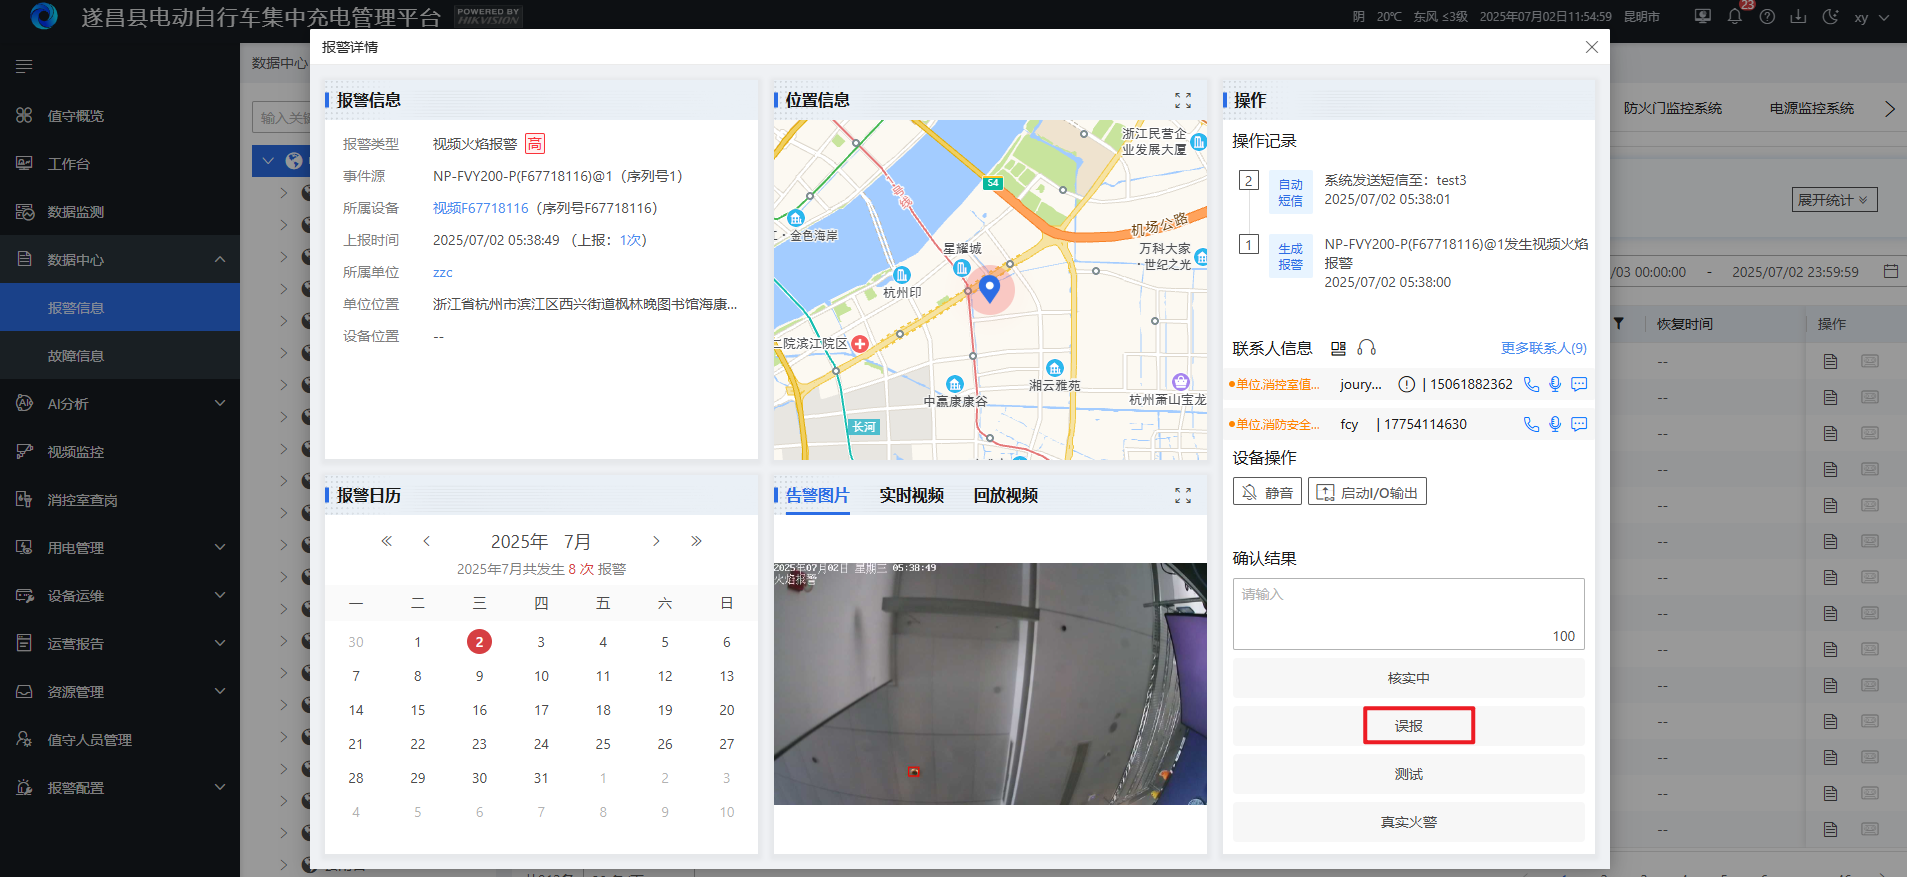 遂昌县电动自行车集中充电管理平台
POWERED BY
HIKVISION
阴 20℃ 东风 ≤3级 2025年07月02日11:54:59 昆明市
23
xy
值守概览
工作台
数据监测
数据中心
报警信息
故障信息
AI分析
视频监控
消控室查岗
用电管理
设备运维
运营报告
资源管理
值守人员管理
报警配置
数据中心
输入关
报警详情
报警信息
报警类型 视频火焰报警 高
事件源 NP-FVY200-P(F67718116)@1（序列号1）
所属设备 视频F67718116（序列号F67718116）
上报时间 2025/07/02 05:38:49 （上报：1次）
所属单位 zzc
单位位置 浙江省杭州市滨江区西兴街道枫林晚图书馆海康...
设备位置 --
位置信息
浙江民营企
业发展大厦
S4
1号线
机场公路
·金色海岸
星耀城
万科大家
·世纪之光
杭州印
二院滨江院区
湘云雅苑
中赢康康谷
杭州萧山宝龙
长河
报警日历
2025年 7月
2025年7月共发生 8 次 报警
一 二 三 四 五 六 日
30 1 2 3 4 5 6
7 8 9 10 11 12 13
14 15 16 17 18 19 20
21 22 23 24 25 26 27
28 29 30 31 1 2 3
4 5 6 7 8 9 10
告警图片 实时视频 回放视频
2025年07月02日 星期三 05:38:49
火焰报警
操作
操作记录
2 自动短信 系统发送短信至：test3
2025/07/02 05:38:01
1 生成报警 NP-FVY200-P(F67718116)@1发生视频火焰
报警
2025/07/02 05:38:00
联系人信息 更多联系人(9)
单位消控室值... joury... | 15061882362
单位消防安全... fcy | 17754114630
设备操作
静音 启动I/O输出
确认结果
请输入
100
核实中
误报
测试
真实火警
防火门监控系统 电源监控系统
展开统计
/03 00:00:00 - 2025/07/02 23:59:59
恢复时间 操作
--
--
--
--
--
--
--
--
--
--
--
--
--
--